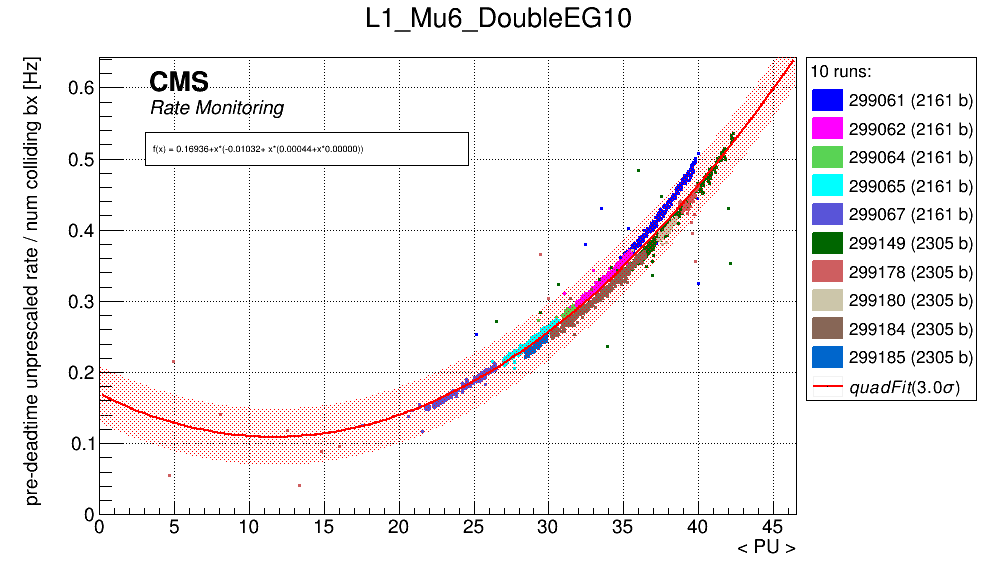 L1_Mu6_DoubleEG10
pre-deadtime unprescaled rate / num colliding bx [Hz]
CMS
Rate Monitoring
f(x) = 0.16936+x*(-0.01032+ x*(0.00044+x*0.00000))
0.6
0.5
0.4
0.3
0.2
0.1
0
0 5 10 15 20 25 30 35 40 45
< PU >
10 runs:
299061 (2161 b)
299062 (2161 b)
299064 (2161 b)
299065 (2161 b)
299067 (2161 b)
299149 (2305 b)
299178 (2305 b)
299180 (2305 b)
299184 (2305 b)
299185 (2305 b)
quadFit(3.0σ)